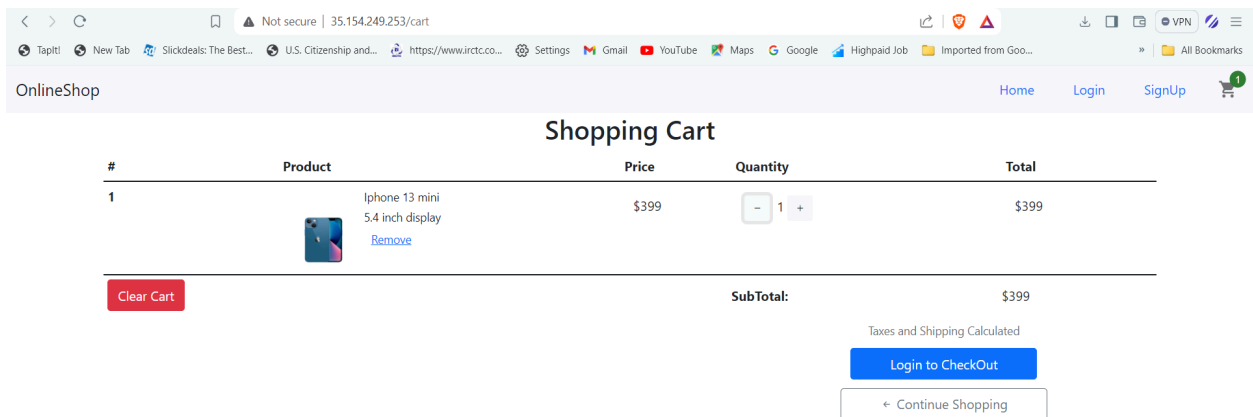 Not secure | 35.154.249.253/cart
VPN
TapIt! New Tab Slickdeals: The Best... U.S. Citizenship and... https://www.irctc.co... Settings Gmail YouTube Maps Google Highpaid Job Imported from Goo... » All Bookmarks
OnlineShop Home Login SignUp 1
Shopping Cart
# Product Price Quantity Total
1 Iphone 13 mini
5.4 inch display
Remove
$399 − 1 + $399
Clear Cart SubTotal: $399
Taxes and Shipping Calculated
Login to CheckOut
← Continue Shopping